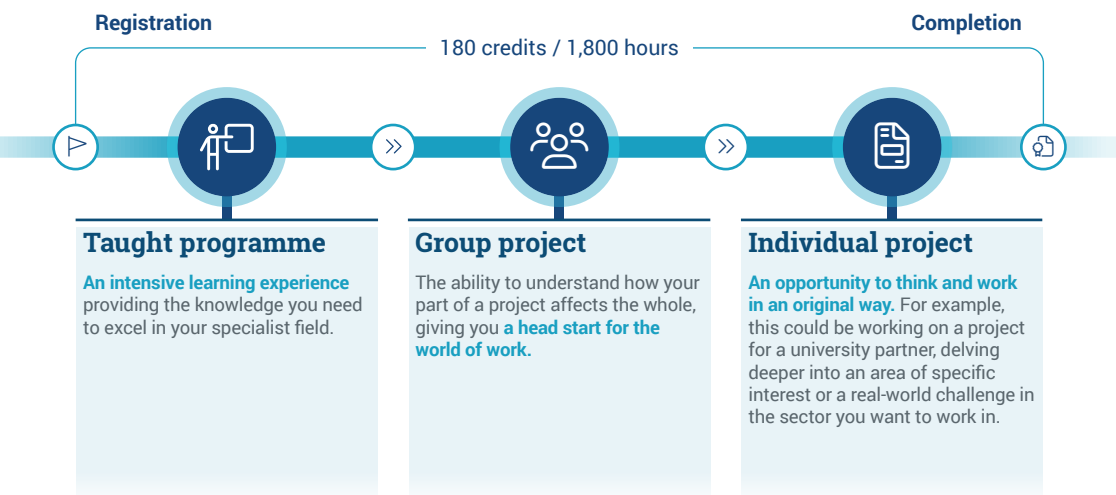 Registration
Completion
180 credits / 1,800 hours
Taught programme
An intensive learning experience
providing the knowledge you need
to excel in your specialist field.
Group project
The ability to understand how your
part of a project affects the whole,
giving you a head start for the
world of work.
Individual project
An opportunity to think and work
in an original way. For example,
this could be working on a project
for a university partner, delving
deeper into an area of specific
interest or a real-world challenge in
the sector you want to work in.